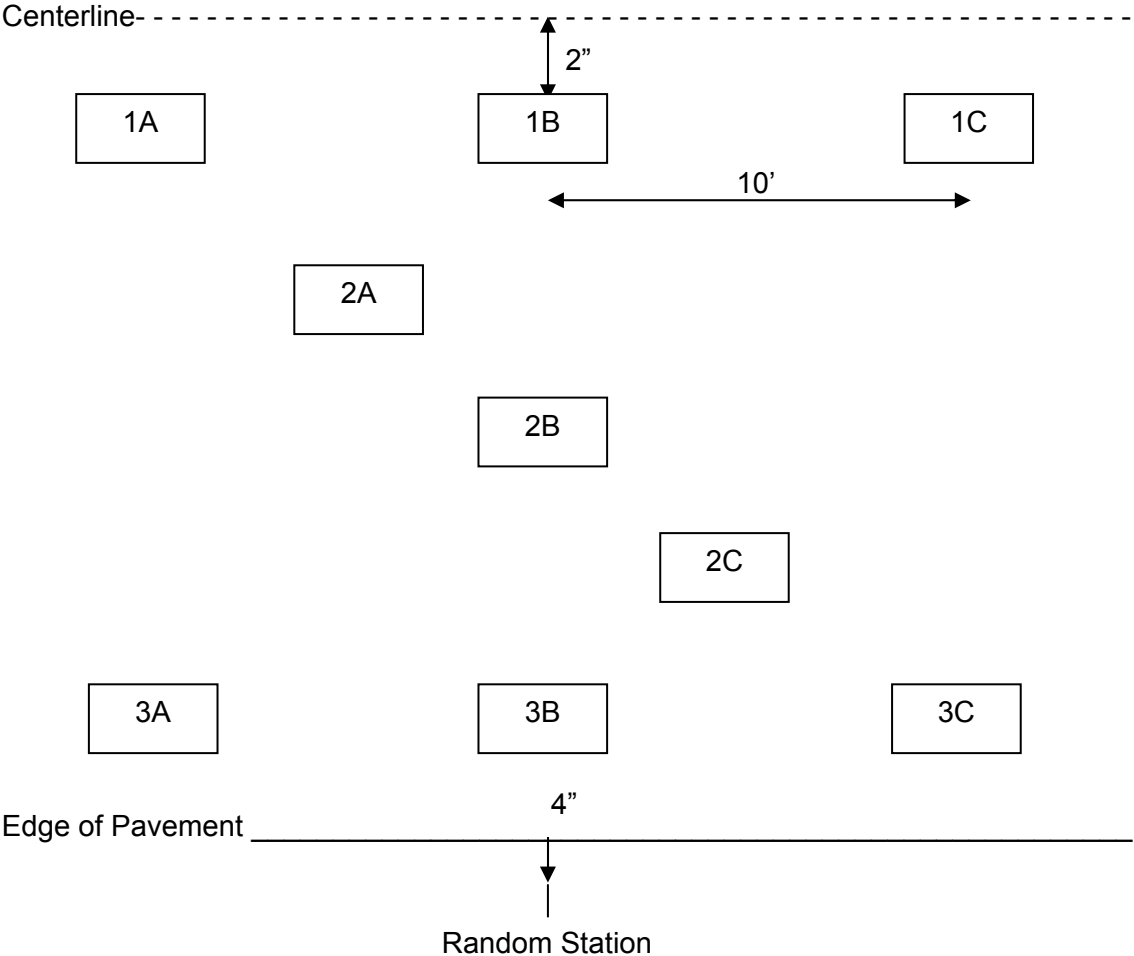 Centerline
2”
1A 1B 1C
10’
2A
2B
2C
3A 3B 3C
4”
Edge of Pavement
Random Station